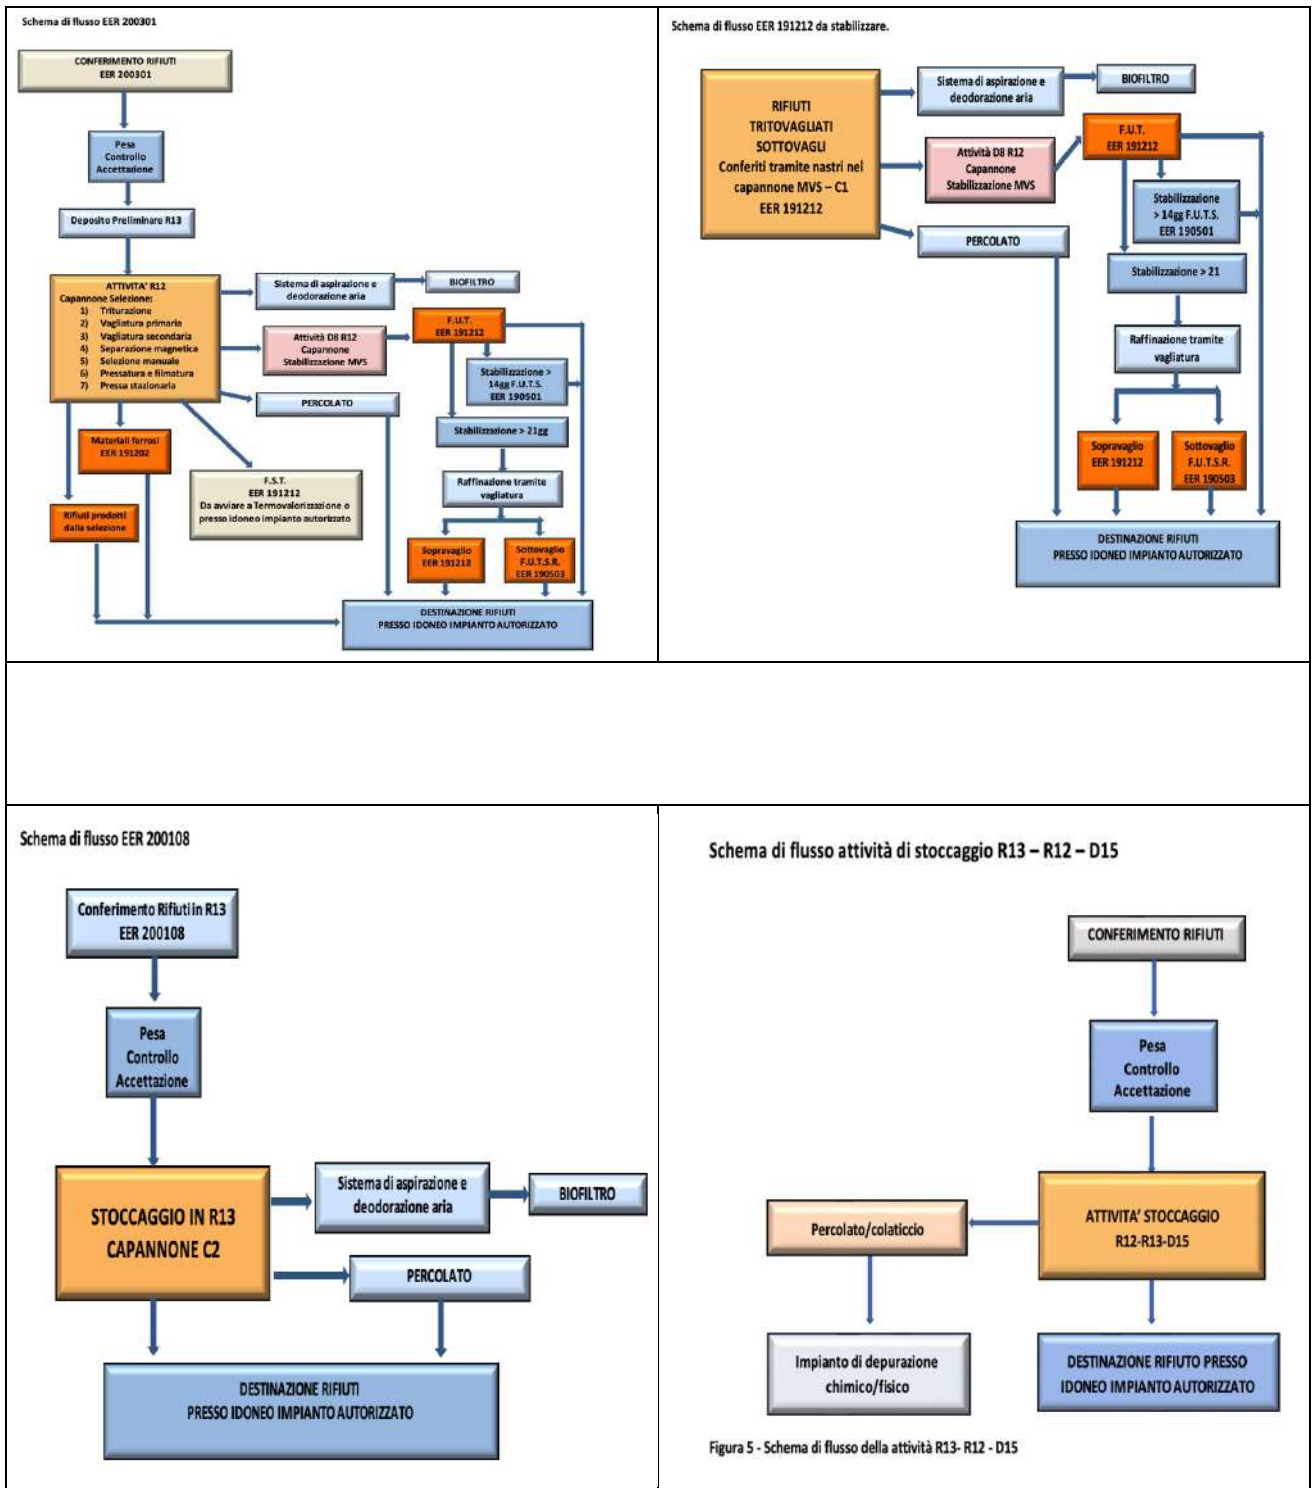 Schema di flusso EER 200301
CONFERIMENTO RIFIUTI
EER 200301
Pesa
Controllo
Accettazione
Deposito Preliminare R13
ATTIVITA' R12
Capannone Selezione:
1) Triturazione
2) Vagliatura primaria
3) Vagliatura secondaria
4) Separazione magnetica
5) Selezione manuale
6) Pressatura e filmatura
7) Pressa stazionaria
Sistema di aspirazione e
deodorazione aria
BIOFILTRO
Attività D8 R12
Capannone
Stabilizzazione MVS
F.U.T.
EER 191212
Stabilizzazione >
14gg F.U.T.S.
EER 190501
PERCOLATO
Stabilizzazione > 21gg
Materiali ferrosi
EER 191202
F.S.T.
EER 191212
Da avviare a Termovalorizzazione o
presso idoneo impianto autorizzato
Raffinazione tramite
vagliatura
Rifiuti prodotti
dalla selezione
Sopravaglio
EER 191212
Sottovaglio
F.U.T.S.R.
EER 190503
DESTINAZIONE RIFIUTI
PRESSO IDONEO IMPIANTO AUTORIZZATO
Schema di flusso EER 191212 da stabilizzare.
RIFIUTI
TRITOVAGLIATI
SOTTOVAGLI
Conferiti tramite nastri nel
capannone MVS – C1
EER 191212
Sistema di aspirazione e
deodorazione aria
BIOFILTRO
Attività D8 R12
Capannone
Stabilizzazione MVS
F.U.T.
EER 191212
Stabilizzazione
> 14gg F.U.T.S.
EER 190501
PERCOLATO
Stabilizzazione > 21
Raffinazione tramite
vagliatura
Sopravaglio
EER 191212
Sottovaglio
F.U.T.S.R.
EER 190503
DESTINAZIONE RIFIUTI
PRESSO IDONEO IMPIANTO AUTORIZZATO
Schema di flusso EER 200108
Conferimento Rifiuti in R13
EER 200108
Pesa
Controllo
Accettazione
STOCCAGGIO IN R13
CAPANNONE C2
Sistema di aspirazione e
deodorazione aria
BIOFILTRO
PERCOLATO
DESTINAZIONE RIFIUTI
PRESSO IDONEO IMPIANTO AUTORIZZATO
Schema di flusso attività di stoccaggio R13 – R12 – D15
CONFERIMENTO RIFIUTI
Pesa
Controllo
Accettazione
ATTIVITA' STOCCAGGIO
R12-R13-D15
Percolato/colaticcio
Impianto di depurazione
chimico/fisico
DESTINAZIONE RIFIUTO PRESSO
IDONEO IMPIANTO AUTORIZZATO
Figura 5 - Schema di flusso della attività R13- R12 - D15